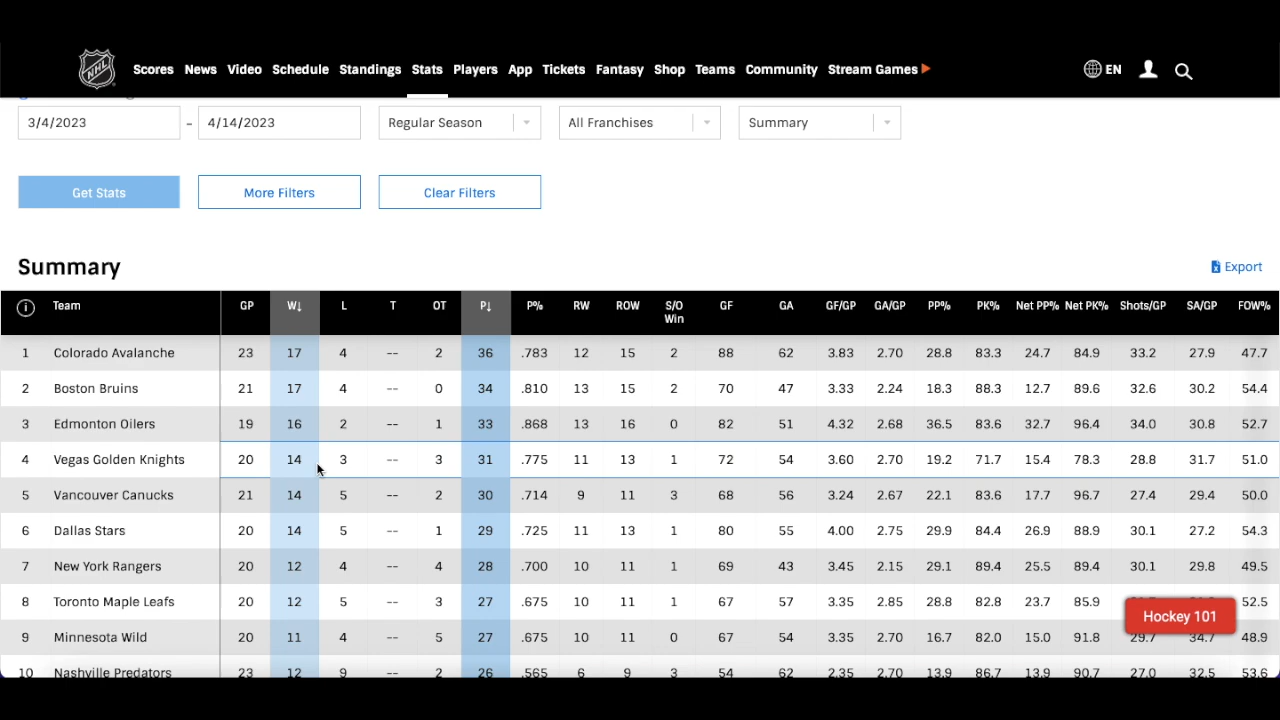 NHL Scores News Video Schedule Standings Stats Players App Tickets Fantasy Shop Teams Community Stream Games EN
3/4/2023 – 4/14/2023 Regular Season All Franchises Summary
Get Stats More Filters Clear Filters
Summary Export
i Team GP W↓ L T OT P↓ P% RW ROW S/O Win GF GA GF/GP GA/GP PP% PK% Net PP% Net PK% Shots/GP SA/GP FOW%
1 Colorado Avalanche 23 17 4 -- 2 36 .783 12 15 2 88 62 3.83 2.70 28.8 83.3 24.7 84.9 33.2 27.9 47.7
2 Boston Bruins 21 17 4 -- 0 34 .810 13 15 2 70 47 3.33 2.24 18.3 88.3 12.7 89.6 32.6 30.2 54.4
3 Edmonton Oilers 19 16 2 -- 1 33 .868 13 16 0 82 51 4.32 2.68 36.5 83.6 32.7 96.4 34.0 30.8 52.7
4 Vegas Golden Knights 20 14 3 -- 3 31 .775 11 13 1 72 54 3.60 2.70 19.2 71.7 15.4 78.3 28.8 31.7 51.0
5 Vancouver Canucks 21 14 5 -- 2 30 .714 9 11 3 68 56 3.24 2.67 22.1 83.6 17.7 96.7 27.4 29.4 50.0
6 Dallas Stars 20 14 5 -- 1 29 .725 11 13 1 80 55 4.00 2.75 29.9 84.4 26.9 88.9 30.1 27.2 54.3
7 New York Rangers 20 12 4 -- 4 28 .700 10 11 1 69 43 3.45 2.15 29.1 89.4 25.5 89.4 30.1 29.8 49.5
8 Toronto Maple Leafs 20 12 5 -- 3 27 .675 10 11 1 67 57 3.35 2.85 28.8 82.8 23.7 85.9 52.5
Hockey 101
9 Minnesota Wild 20 11 4 -- 5 27 .675 10 11 0 67 54 3.35 2.70 16.7 82.0 15.0 91.8 29.7 34.7 48.9
10 Nashville Predators 23 12 9 -- 2 26 .565 6 9 3 54 62 2.35 2.70 13.9 86.7 13.9 90.7 27.0 32.5 53.6